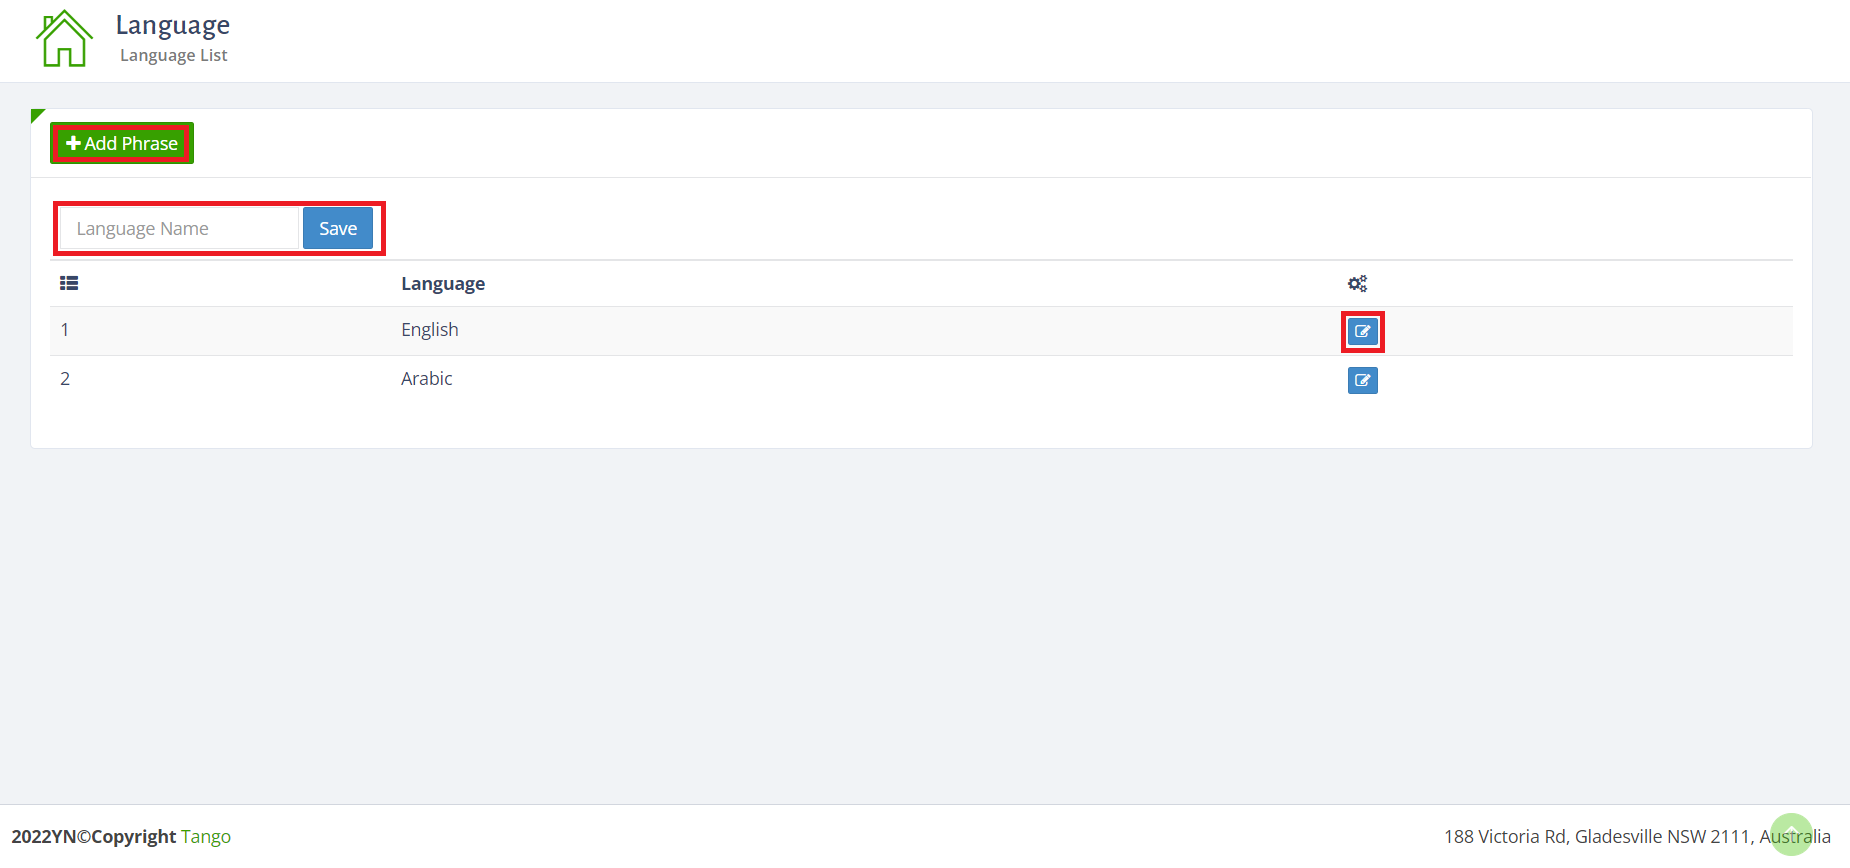 Language
Language List
Add Phrase
Language Name Save
Language
1 English
2 Arabic
2022YN©Copyright Tango 188 Victoria Rd, Gladesville NSW 2111, Australia